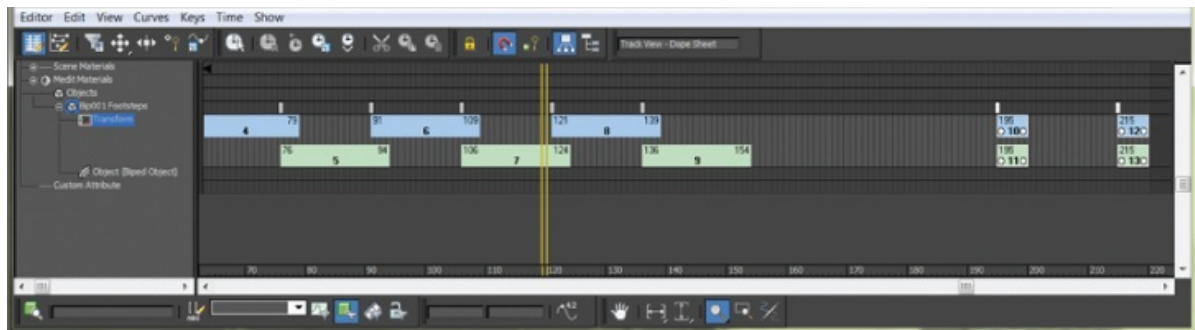 Editor Edit View Curves Keys Time Show
Track View - Dope Sheet
Scene Materials
Medit Materials
Objects
Bip001 Footsteps
Transform
79 91 109 121 139 195 215
4 6 8 10 12
76 94 106 124 136 154 195 215
5 7 9 11 13
Object (Biped Object)
Custom Attribute
70 80 90 100 110 120 130 140 150 160 170 180 190 200 210 220